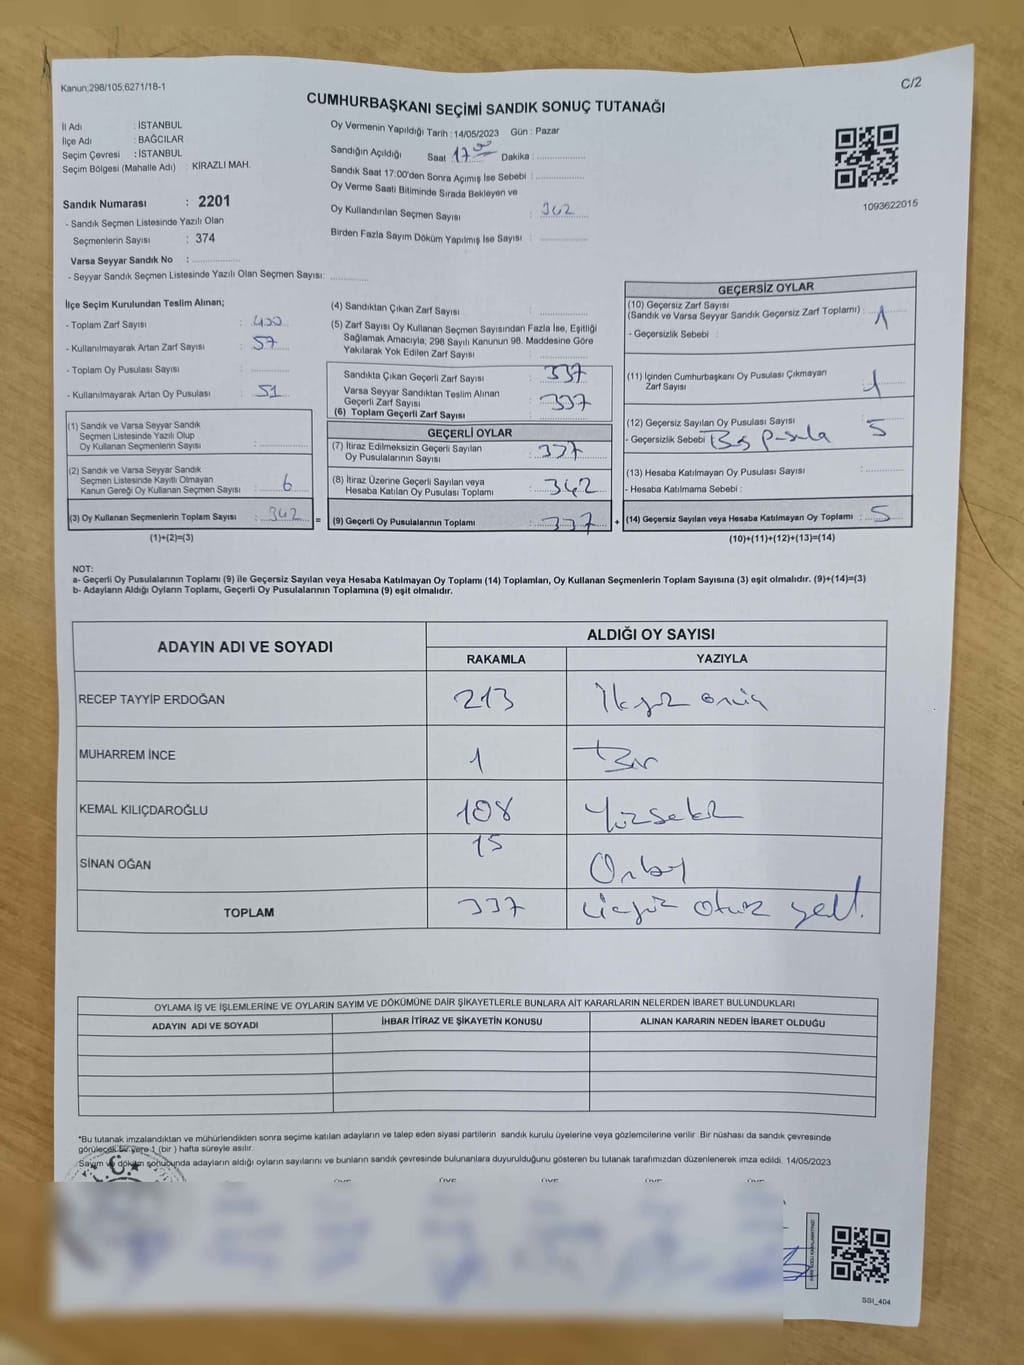 Kanun;298/105;6271/18-1
C/2
CUMHURBAŞKANI SEÇİMİ SANDIK SONUÇ TUTANAĞI
İl Adı : İSTANBUL
İlçe Adı : BAĞCILAR
Seçim Çevresi : İSTANBUL
Seçim Bölgesi (Mahalle Adı) : KİRAZLI MAH.
Sandık Numarası : 2201
- Sandık Seçmen Listesinde Yazılı Olan
Seçmenlerin Sayısı : 374
Varsa Seyyar Sandık No :
- Seyyar Sandık Seçmen Listesinde Yazılı Olan Seçmen Sayısı:
Oy Vermenin Yapıldığı Tarih : 14/05/2023 Gün : Pazar
Sandığın Açıldığı Saat 17 00 Dakika :
Sandık Saat 17:00'den Sonra Açımış İse Sebebi :
Oy Verme Saati Bitiminde Sırada Bekleyen ve
Oy Kullandırılan Seçmen Sayısı : 342
Birden Fazla Sayım Döküm Yapılmış İse Sayısı :
1093622015
İlçe Seçim Kurulundan Teslim Alınan;
- Toplam Zarf Sayısı : 400
- Kullanılmayarak Artan Zarf Sayısı : 57
- Toplam Oy Pusulası Sayısı :
- Kullanılmayarak Artan Oy Pusulası : 51
(1) Sandık ve Varsa Seyyar Sandık
Seçmen Listesinde Yazılı Olup
Oy Kullanan Seçmenlerin Sayısı :
(2) Sandık ve Varsa Seyyar Sandık
Seçmen Listesinde Kayıtlı Olmayan
Kanun Gereği Oy Kullanan Seçmen Sayısı : 6
(3) Oy Kullanan Seçmenlerin Toplam Sayısı : 342 =
(1)+(2)=(3)
(4) Sandıktan Çıkan Zarf Sayısı :
(5) Zarf Sayısı Oy Kullanan Seçmen Sayısından Fazla İse, Eşitliği
Sağlamak Amacıyla; 298 Sayılı Kanunun 98. Maddesine Göre
Yakılarak Yok Edilen Zarf Sayısı :
Sandıkta Çıkan Geçerli Zarf Sayısı : 337
Varsa Seyyar Sandıktan Teslim Alınan
Geçerli Zarf Sayısı : 337
(6) Toplam Geçerli Zarf Sayısı :
GEÇERLİ OYLAR
(7) İtiraz Edilmeksizin Geçerli Sayılan
Oy Pusulalarının Sayısı : 337
(8) İtiraz Üzerine Geçerli Sayılan veya
Hesaba Katılan Oy Pusulası Toplamı : 342
(9) Geçerli Oy Pusulalarının Toplamı : 337 +
GEÇERSİZ OYLAR
(10) Geçersiz Zarf Sayısı
(Sandık ve Varsa Seyyar Sandık Geçersiz Zarf Toplamı) : 1
- Geçersizlik Sebebi :
(11) İçinden Cumhurbaşkanı Oy Pusulası Çıkmayan
Zarf Sayısı : 1
(12) Geçersiz Sayılan Oy Pusulası Sayısı : 5
- Geçersizlik Sebebi Boş pusula
(13) Hesaba Katılmayan Oy Pusulası Sayısı :
- Hesaba Katılmama Sebebi :
(14) Geçersiz Sayılan veya Hesaba Katılmayan Oy Toplamı : 5
(10)+(11)+(12)+(13)=(14)
NOT:
a- Geçerli Oy Pusulalarının Toplamı (9) ile Geçersiz Sayılan veya Hesaba Katılmayan Oy Toplamı (14) Toplamları, Oy Kullanan Seçmenlerin Toplam Sayısına (3) eşit olmalıdır. (9)+(14)=(3)
b- Adayların Aldığı Oyların Toplamı, Geçerli Oy Pusulalarının Toplamına (9) eşit olmalıdır.
ADAYIN ADI VE SOYADI
ALDIĞI OY SAYISI
RAKAMLA YAZIYLA
RECEP TAYYİP ERDOĞAN 213 İkiyüz onüç
MUHARREM İNCE 1 Bir
KEMAL KILIÇDAROĞLU 108 Yüzsekiz
SİNAN OĞAN 15 Onbeş
TOPLAM 337 üçyüz otuz yedi.
OYLAMA İŞ VE İŞLEMLERİNE VE OYLARIN SAYIM VE DÖKÜMÜNE DAİR ŞİKAYETLERLE BUNLARA AİT KARARLARIN NELERDEN İBARET BULUNDUKLARI
ADAYIN ADI VE SOYADI İHBAR İTİRAZ VE ŞİKAYETİN KONUSU ALINAN KARARIN NEDEN İBARET OLDUĞU
*Bu tutanak imzalandıktan ve mühürlendikten sonra seçime katılan adayların ve talep eden siyasi partilerin sandık kurulu üyelerine veya gözlemcilerine verilir. Bir nüshası da sandık çevresinde
görülecek bir yere 1 (bir ) hafta süreyle asılır.
Sayım ve döküm sonucunda adayların aldığı oyların sayılarını ve bunların sandık çevresinde bulunanlara duyurulduğunu gösteren bu tutanak tarafımızdan düzenlenerek imza edildi. 14/05/2023
ÜYE ÜYE ÜYE ÜYE ÜYE
SSI_404